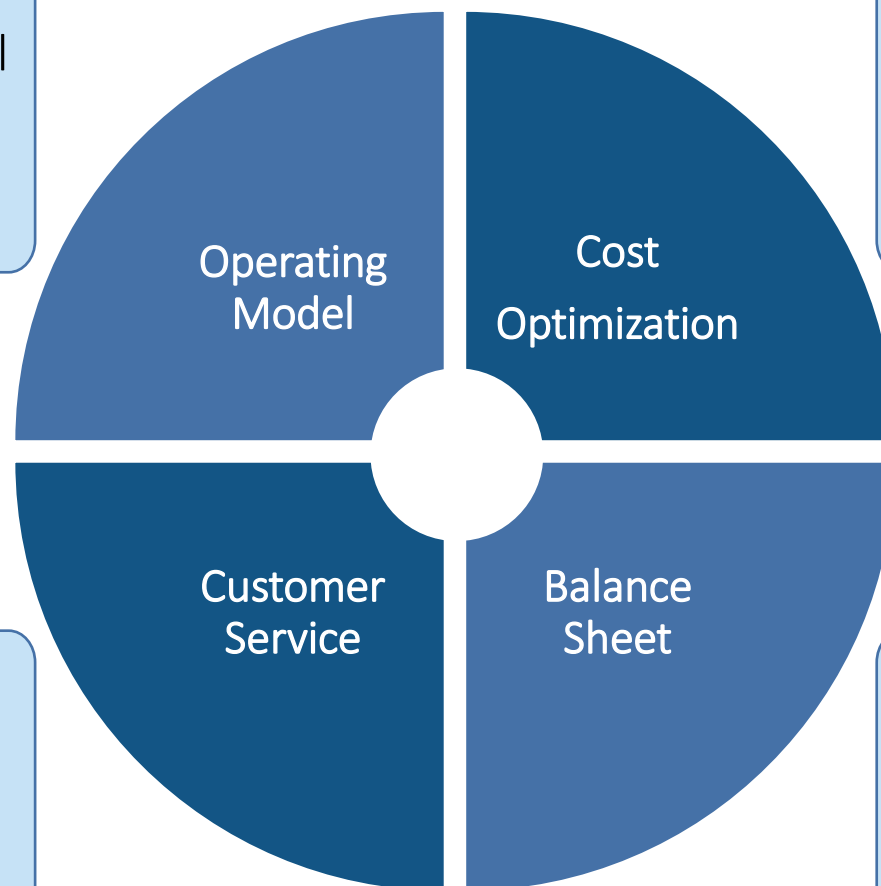 Operating
Model
Cost
Optimization
Customer
Service
Balance
Sheet